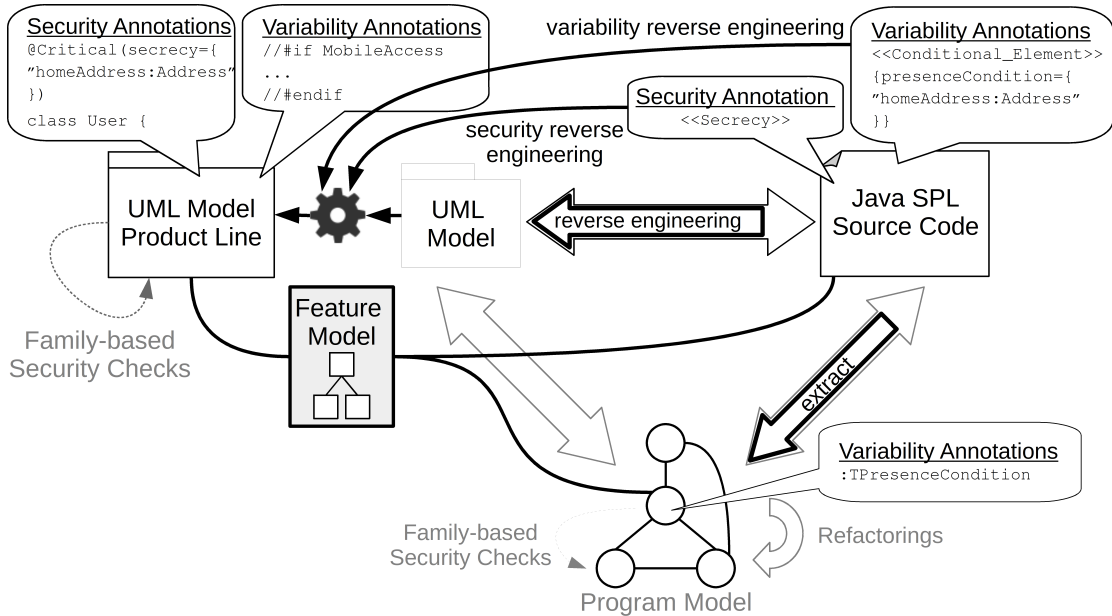 Security Annotations
@Critical(secrecy={
”homeAddress:Address”
})
class User {
Variability Annotations
//#if MobileAccess
...
//#endif
variability reverse engineering
Variability Annotations
<<Conditional_Element>>
{presenceCondition={
”homeAddress:Address”
}}
Security Annotation
<<Secrecy>>
security reverse
engineering
UML Model
Product Line
UML
Model
reverse engineering
Java SPL
Source Code
Family-based
Security Checks
Feature
Model
extract
Variability Annotations
:TPresenceCondition
Family-based
Security Checks
Refactorings
Program Model